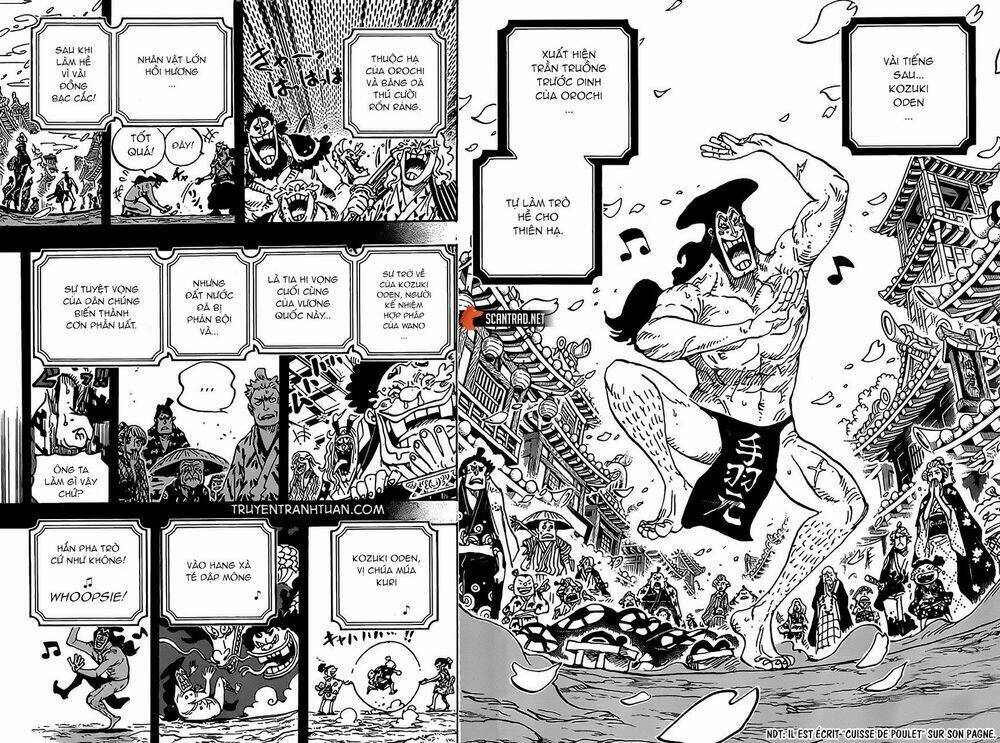 VÀI TIẾNG
SAU...
KOZUKI
ODEN
XUẤT HIỆN
TRẦN TRUỒNG
TRƯỚC DINH
CỦA OROCHI
...
TỰ LÀM TRÒ
HỀ CHO
THIÊN HẠ.
手羽元
SCANTRAD.NET
NDT: IL EST ÉCRIT "CUISSE DE POULET" SUR SON PAGNE.
THUỘC HẠ
CỦA OROCHI
VÀ BĂNG DÃ
THÚ CƯỜI
RÔN RẢNG.
NHÂN VẬT LỚN
HỒI HƯƠNG
...
SAU KHI
LÀM HỀ
VÌ VÀI
ĐỒNG
BẠC CẮC!
ĐÂY!
TỐT
QUÁ!
SỰ TRỞ VỀ
CỦA KOZUKI
ODEN, NGƯỜI
KẾ NHIỆM
HỢP PHÁP
CỦA WANO
LÀ TIA HI VỌNG
CUỐI CÙNG
CỦA VƯƠNG
QUỐC NÀY...
NHƯNG
ĐẤT NƯỚC
ĐÃ BỊ
PHẢN BỘI
VÀ...
SỰ TUYỆT VỌNG
CỦA DÂN CHÚNG
BIẾN THÀNH
CƠN PHẪN UẤT.
...
ÔNG TA
LÀM GÌ VẬY
CHỨ?
TRUYENTRANHTUAN.COM
KOZUKI ODEN,
VỊ CHÚA MÚA
KURI
VÀO HANG XÀ
TÉ DẬP MÔNG
HẮN PHA TRÒ
CỨ NHƯ KHÔNG!
WHOOPSIE!